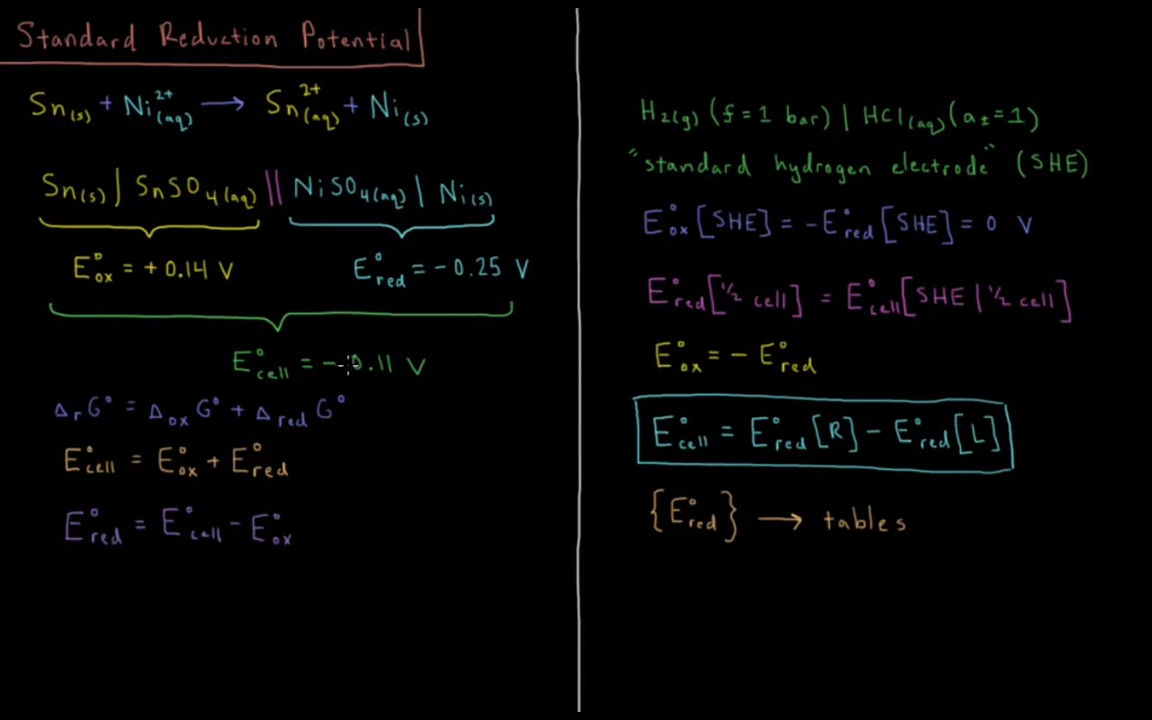 Standard Reduction Potential
Sn(s) + Ni²⁺(aq) → Sn²⁺(aq) + Ni(s)
Sn(s) | SnSO₄(aq) || NiSO₄(aq) | Ni(s)
E°ox = +0.14 V E°red = -0.25 V
E°cell = -0.11 V
ΔrG° = ΔoxG° + ΔredG°
E°cell = E°ox + E°red
E°red = E°cell - E°ox
H₂(g) (f = 1 bar) | HCl(aq) (a± = 1)
"standard hydrogen electrode" (SHE)
E°ox [SHE] = -E°red [SHE] = 0 V
E°red [½ cell] = E°cell [SHE | ½ cell]
E°ox = - E°red
E°cell = E°red [R] - E°red [L]
{E°red} → tables